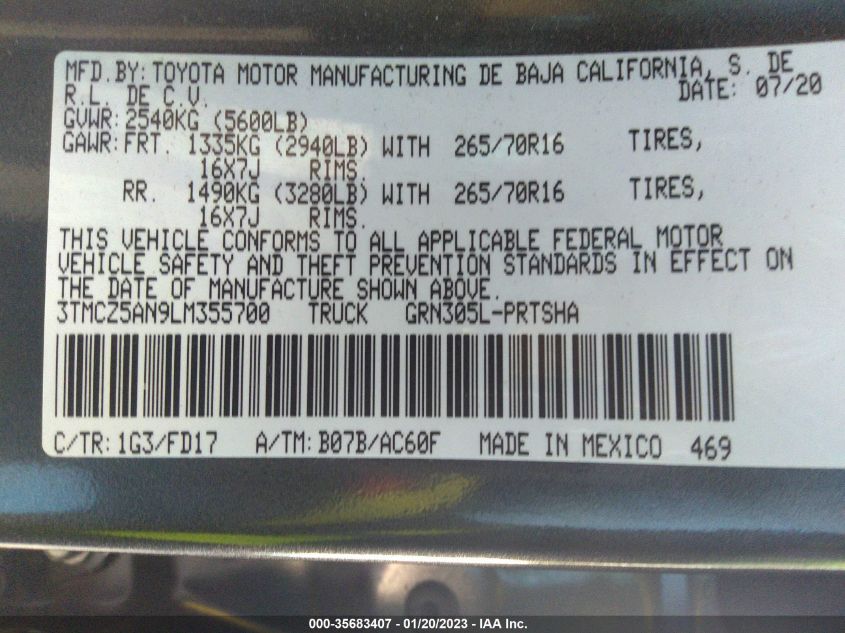 MFD.BY: TOYOTA MOTOR MANUFACTURING DE BAJA CALIFORNIA, S. DE
R.L. DE C.V. DATE: 07/20
GVWR: 2540KG (5600LB)
GAWR: FRT. 1335KG (2940LB) WITH 265/70R16 TIRES,
16X7J RIMS
RR. 1490KG (3280LB) WITH 265/70R16 TIRES,
16X7J RIMS.
THIS VEHICLE CONFORMS TO ALL APPLICABLE FEDERAL MOTOR
VEHICLE SAFETY AND THEFT PREVENTION STANDARDS IN EFFECT ON
THE DATE OF MANUFACTURE SHOWN ABOVE.
3TMCZ5AN9LM355700 TRUCK GRN305L-PRTSHA
C/TR: 1G3/FD17 A/TM: B07B/AC60F MADE IN MEXICO 469
000-35683407 — 01/20/2023 — IAA Inc.